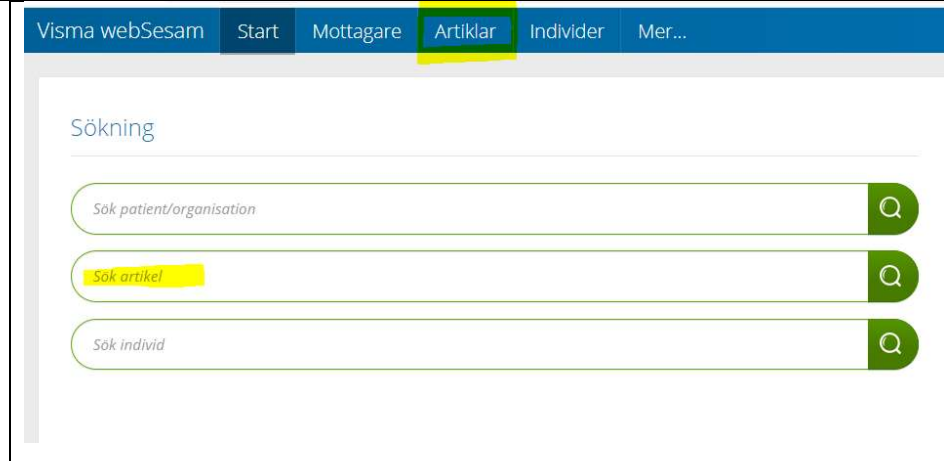 Visma webSesam Start Mottagare Artiklar Individer Mer...
Sökning
Sök patient/organisation
Sök artikel
Sök individ